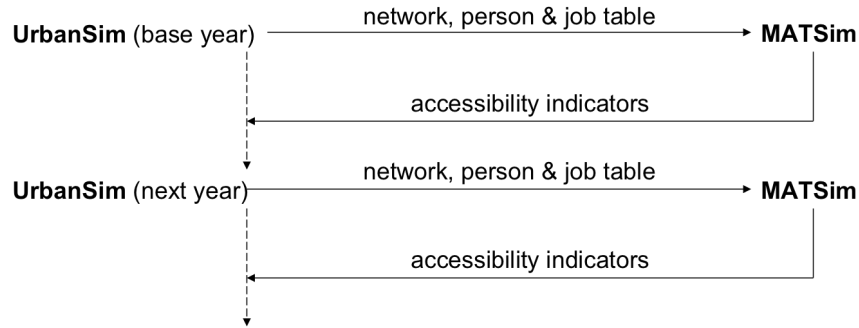 network, person & job table
UrbanSim (base year) MATSim
accessibility indicators
network, person & job table
UrbanSim (next year) MATSim
accessibility indicators